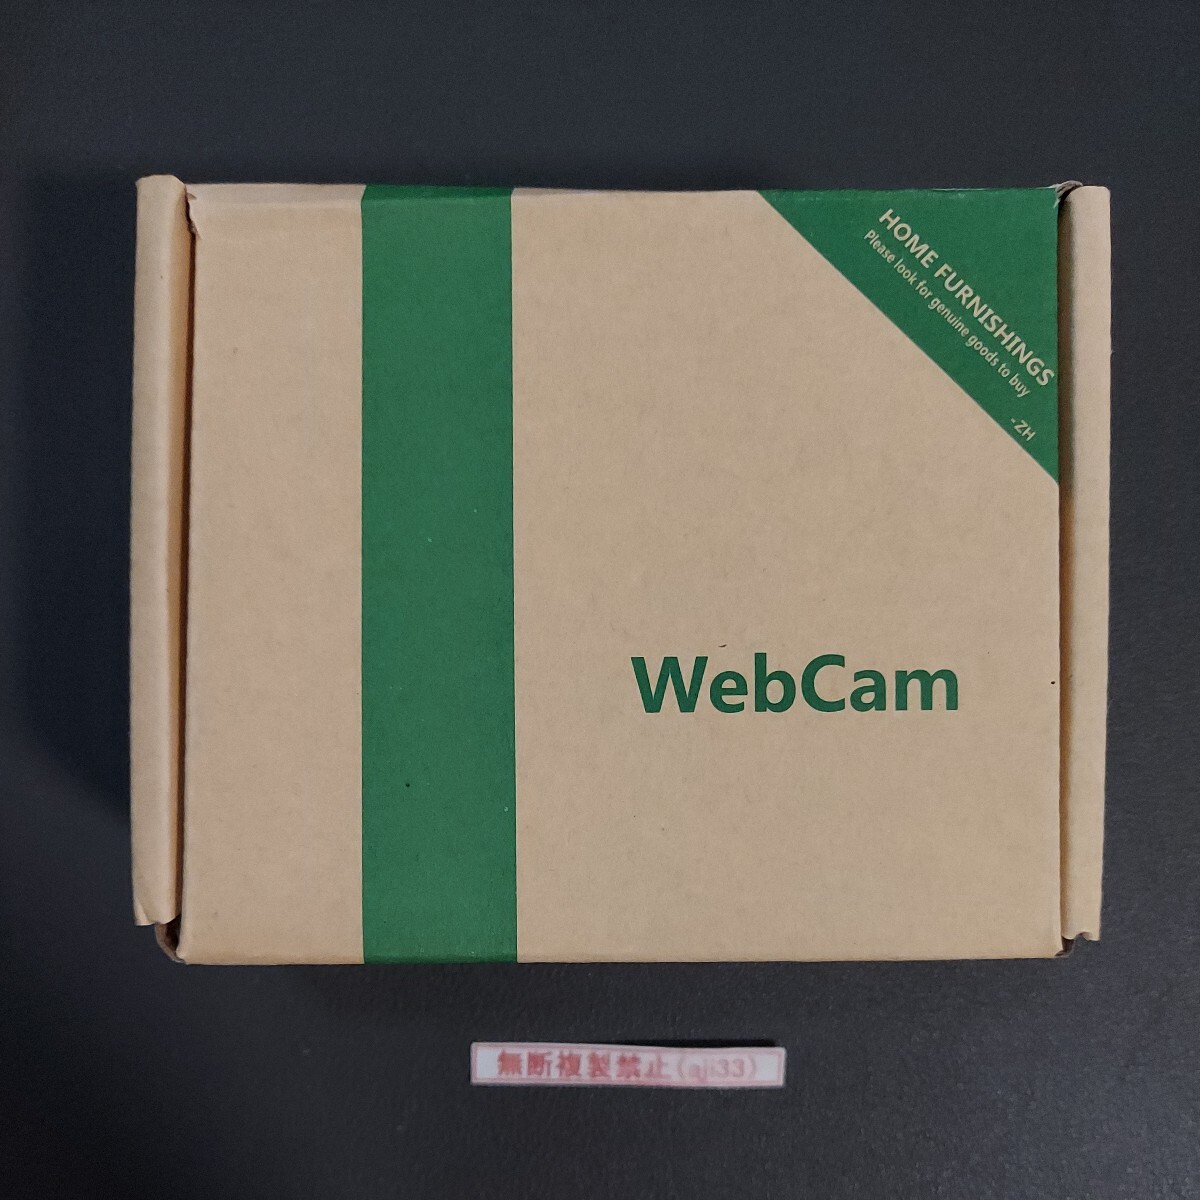 HOME FURNISHINGS
Please look for genuine goods to buy
-ZH
WebCam
無断複製禁止(aji33)